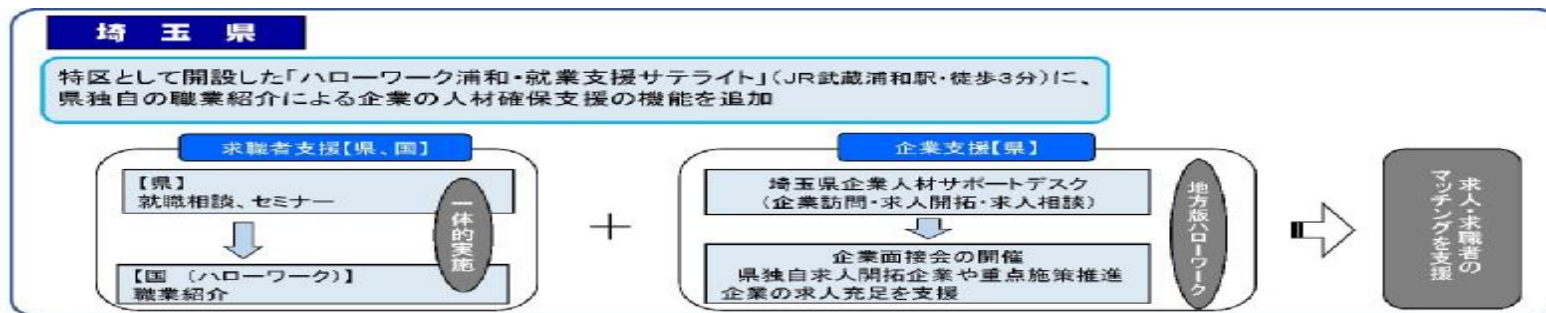 埼玉県
特区として開設した「ハローワーク浦和・就業支援サテライト」(JR武蔵浦和駅・徒歩3分)に、
県独自の職業紹介による企業の人材確保支援の機能を追加
求職者支援【県、国】
【県】
就職相談、セミナー
【国 (ハローワーク)】
職業紹介
一体的実施
+
企業支援【県】
埼玉県企業人材サポートデスク
(企業訪問・求人開拓・求人相談)
企業面接会の開催
県独自求人開拓企業や重点施策推進
企業の求人充足を支援
地方版ハローワーク
求人・求職者の
マッチングを支援